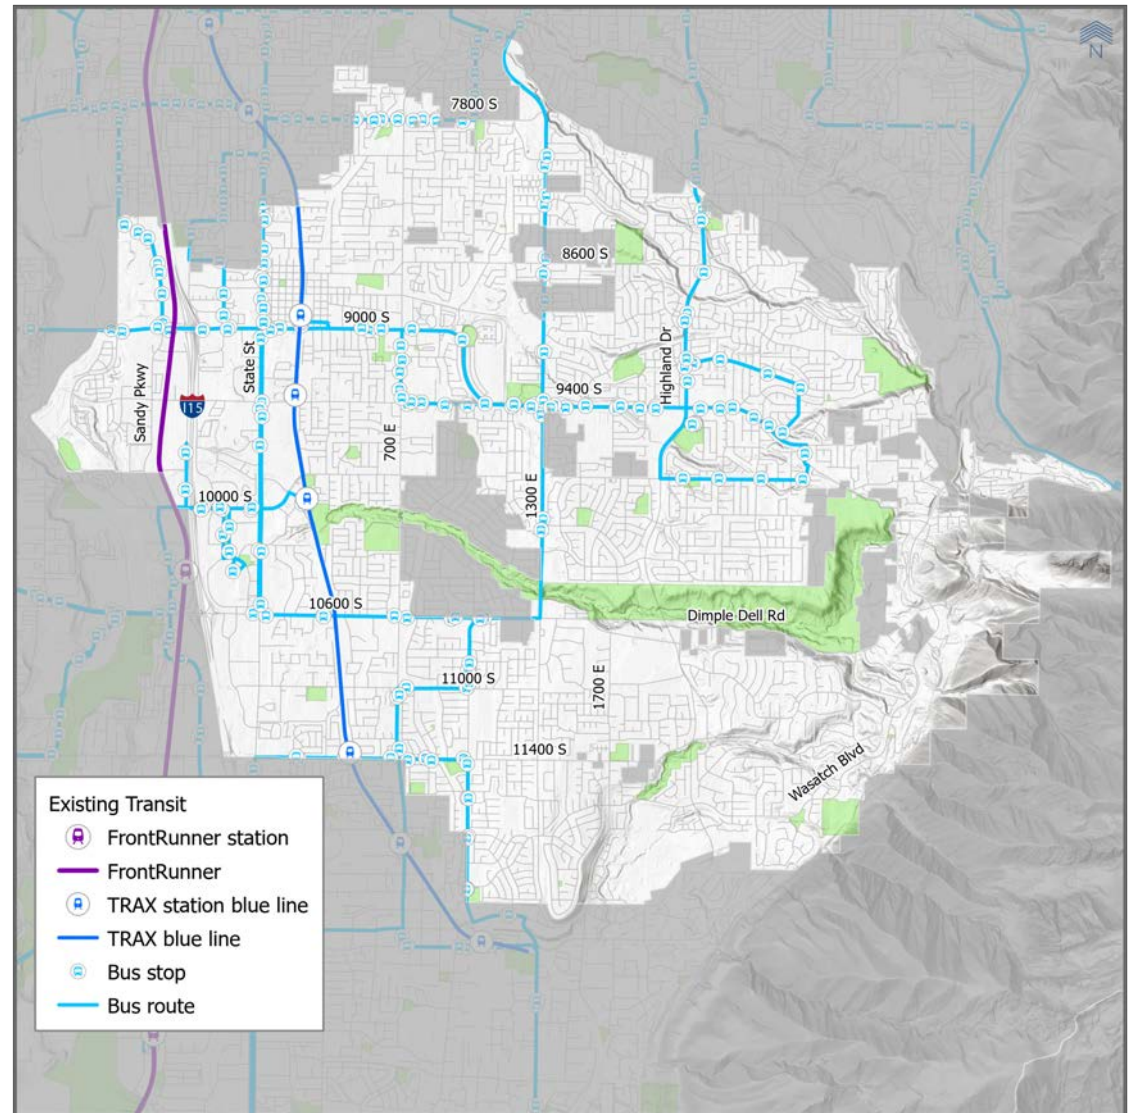 N
7800 S
8600 S
9000 S
State St
Highland Dr
Sandy Pkwy
I15
9400 S
700 E
10000 S
1300 E
10600 S
Dimple Dell Rd
11000 S
1700 E
11400 S
Wasatch Blvd
Existing Transit
FrontRunner station
FrontRunner
TRAX station blue line
TRAX blue line
Bus stop
Bus route